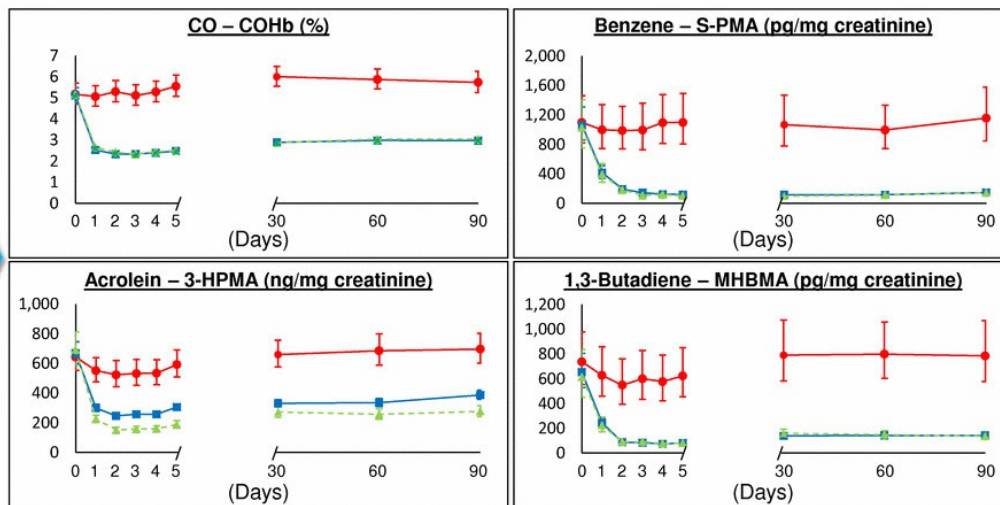 CO – COHb (%)
7
6
5
4
3
2
1
0
0 1 2 3 4 5 30 60 90
(Days)
Benzene – S-PMA (pg/mg creatinine)
2,000
1,600
1,200
800
400
0
0 1 2 3 4 5 30 60 90
(Days)
Acrolein – 3-HPMA (ng/mg creatinine)
1,000
800
600
400
200
0
0 1 2 3 4 5 30 60 90
(Days)
1,3-Butadiene – MHBMA (pg/mg creatinine)
1,200
1,000
800
600
400
200
0
0 1 2 3 4 5 30 60 90
(Days)